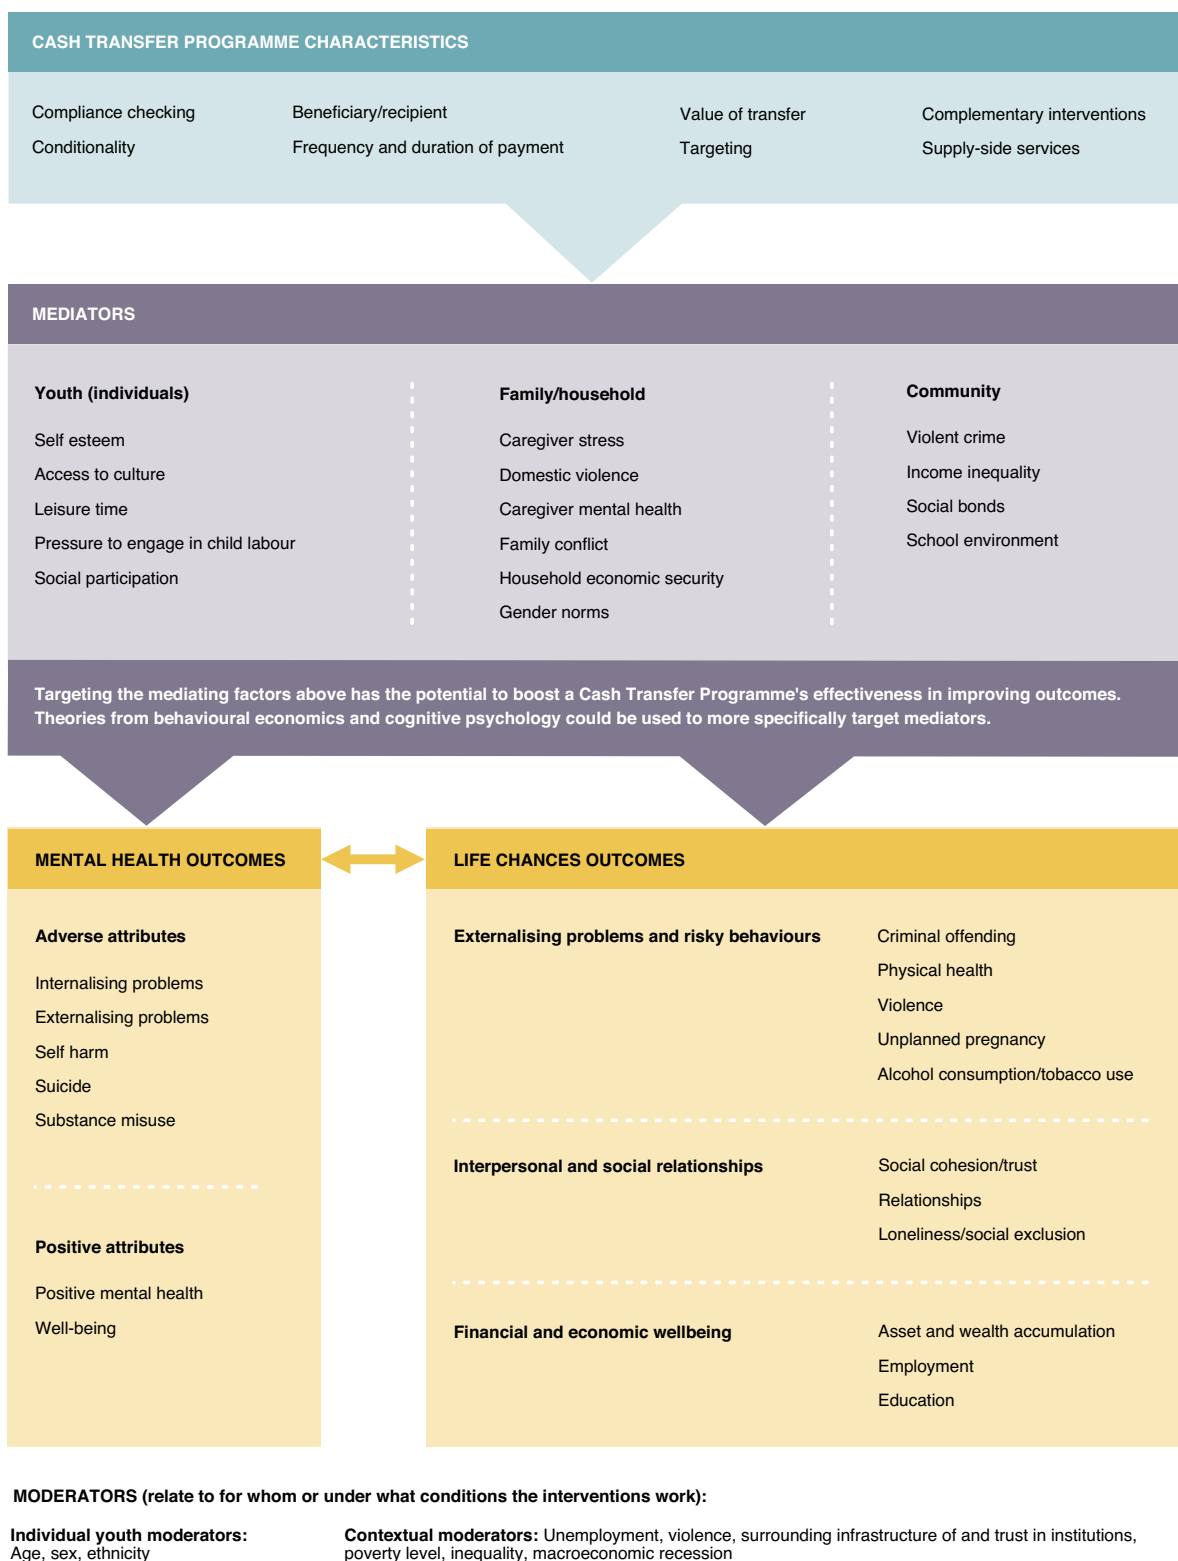 CASH TRANSFER PROGRAMME CHARACTERISTICS
Compliance checking
Conditionality
Beneficiary/recipient
Frequency and duration of payment
Value of transfer
Targeting
Complementary interventions
Supply-side services
MEDIATORS
Youth (individuals)
Self esteem
Access to culture
Leisure time
Pressure to engage in child labour
Social participation
Family/household
Caregiver stress
Domestic violence
Caregiver mental health
Family conflict
Household economic security
Gender norms
Community
Violent crime
Income inequality
Social bonds
School environment
Targeting the mediating factors above has the potential to boost a Cash Transfer Programme's effectiveness in improving outcomes.
Theories from behavioural economics and cognitive psychology could be used to more specifically target mediators.
MENTAL HEALTH OUTCOMES
Adverse attributes
Internalising problems
Externalising problems
Self harm
Suicide
Substance misuse
Positive attributes
Positive mental health
Well-being
LIFE CHANCES OUTCOMES
Externalising problems and risky behaviours
Criminal offending
Physical health
Violence
Unplanned pregnancy
Alcohol consumption/tobacco use
Interpersonal and social relationships
Social cohesion/trust
Relationships
Loneliness/social exclusion
Financial and economic wellbeing
Asset and wealth accumulation
Employment
Education
MODERATORS (relate to for whom or under what conditions the interventions work):
Individual youth moderators:
Age, sex, ethnicity
Contextual moderators: Unemployment, violence, surrounding infrastructure of and trust in institutions,
poverty level, inequality, macroeconomic recession